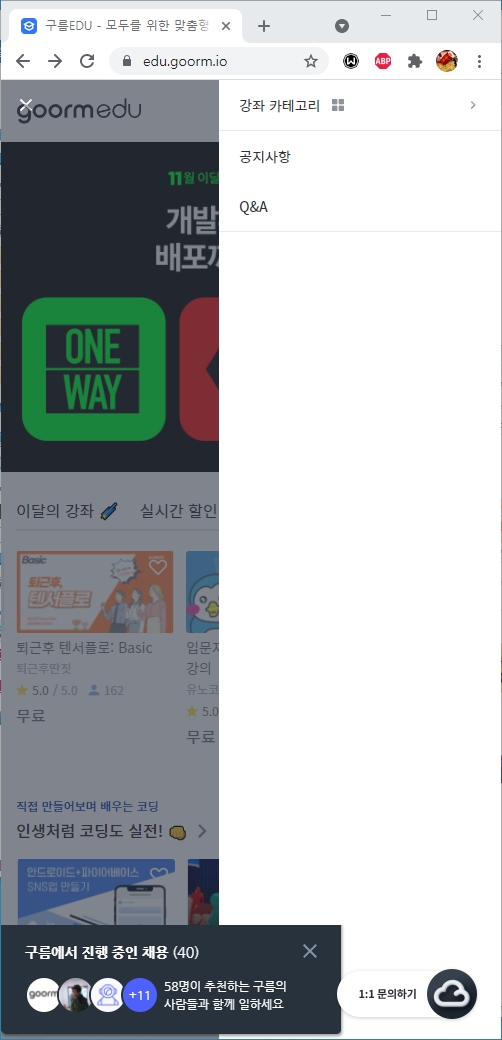 구름EDU - 모두를 위한 맞춤형
edu.goorm.io
ABP
goormedu
강좌 카테고리
공지사항
Q&A
11월 이달
개발
배포
ONE
WAY
이달의 강좌
실시간 할인
Basic
퇴근후,
텐서플로
퇴근후 텐서플로: Basic
퇴근후딴짓
5.0 / 5.0 162
무료
입문자
강의
유노코
5.0
무료
직접 만들어보며 배우는 코딩
인생처럼 코딩도 실전!
안드로이드+파이어베이스
SNS앱 만들기
구름에서 진행 중인 채용 (40)
goorm
+11
58명이 추천하는 구름의
사람들과 함께 일하세요
1:1 문의하기